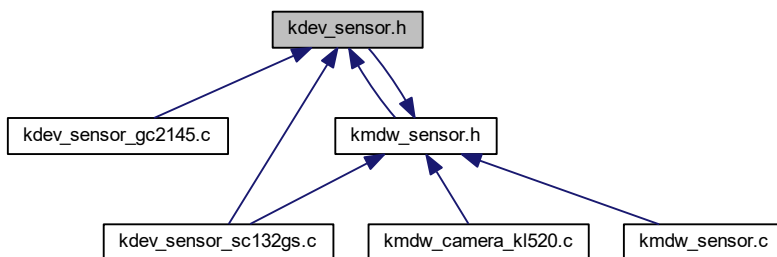 kdev_sensor.h
kdev_sensor_gc2145.c
kmdw_sensor.h
kdev_sensor_sc132gs.c
kmdw_camera_kl520.c
kmdw_sensor.c